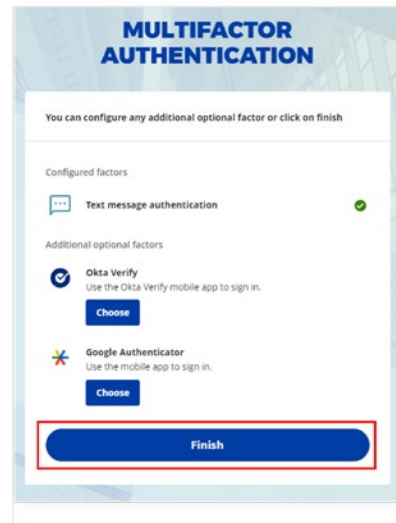 MULTIFACTOR
AUTHENTICATION
You can configure any additional optional factor or click on finish
Configured factors
Text message authentication
Additional optional factors
Okta Verify
Use the Okta Verify mobile app to sign in.
Choose
Google Authenticator
Use the mobile app to sign in.
Choose
Finish